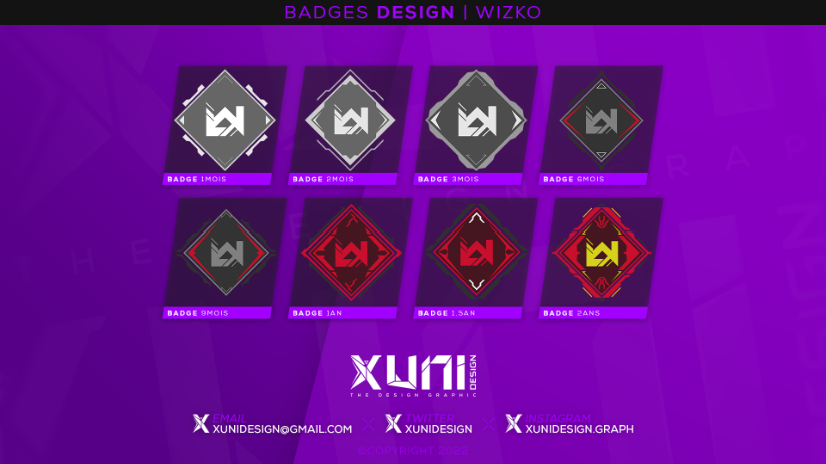 BADGES DESIGN | WIZKO
BADGE 1MOIS
BADGE 2MOIS
BADGE 3MOIS
BADGE 6MOIS
BADGE 9MOIS
BADGE 1AN
BADGE 1.5AN
BADGE 2ANS
XUNI DESIGN
THE DESIGN GRAPHIC
EMAIL
XUNIDESIGN@GMAIL.COM
TWITTER
XUNIDESIGN
INSTAGRAM
XUNIDESIGN.GRAPH
©COPYRIGHT 2022